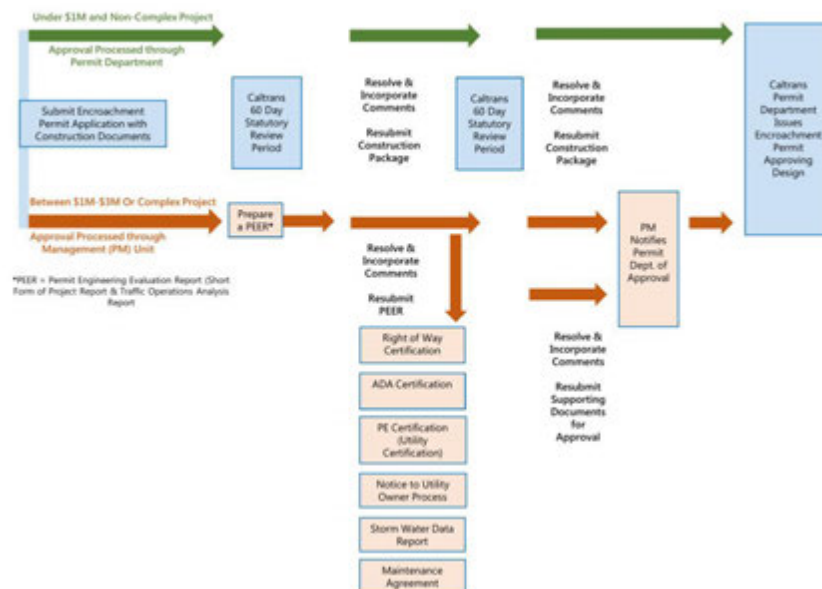 Under $1M and Non-Complex Project
Approval Processed through
Permit Department
Submit Encroachment
Permit Application with
Construction Documents
Caltrans
60 Day
Statutory
Review
Period
Resolve &
Incorporate
Comments
Resubmit
Construction
Package
Caltrans
60 Day
Statutory
Review
Period
Resolve &
Incorporate
Comments
Resubmit
Construction
Package
Caltrans
Permit
Department
Issues
Encroachment
Permit
Approving
Design
Between $1M-$3M Or Complex Project
Approval Processed through
Management (PM) Unit
Prepare
a PEER*
Resolve &
Incorporate
Comments
Resubmit
PEER
PM
Notifies
Permit
Dept. of
Approval
*PEER = Permit Engineering Evaluation Report (Short
Form of Project Report & Traffic Operations Analysis
Report
Right of Way
Certification
ADA Certification
PE Certification
(Utility
Certification)
Notice to Utility
Owner Process
Storm Water Data
Report
Maintenance
Agreement
Resolve &
Incorporate
Comments
Resubmit
Supporting
Documents
for
Approval